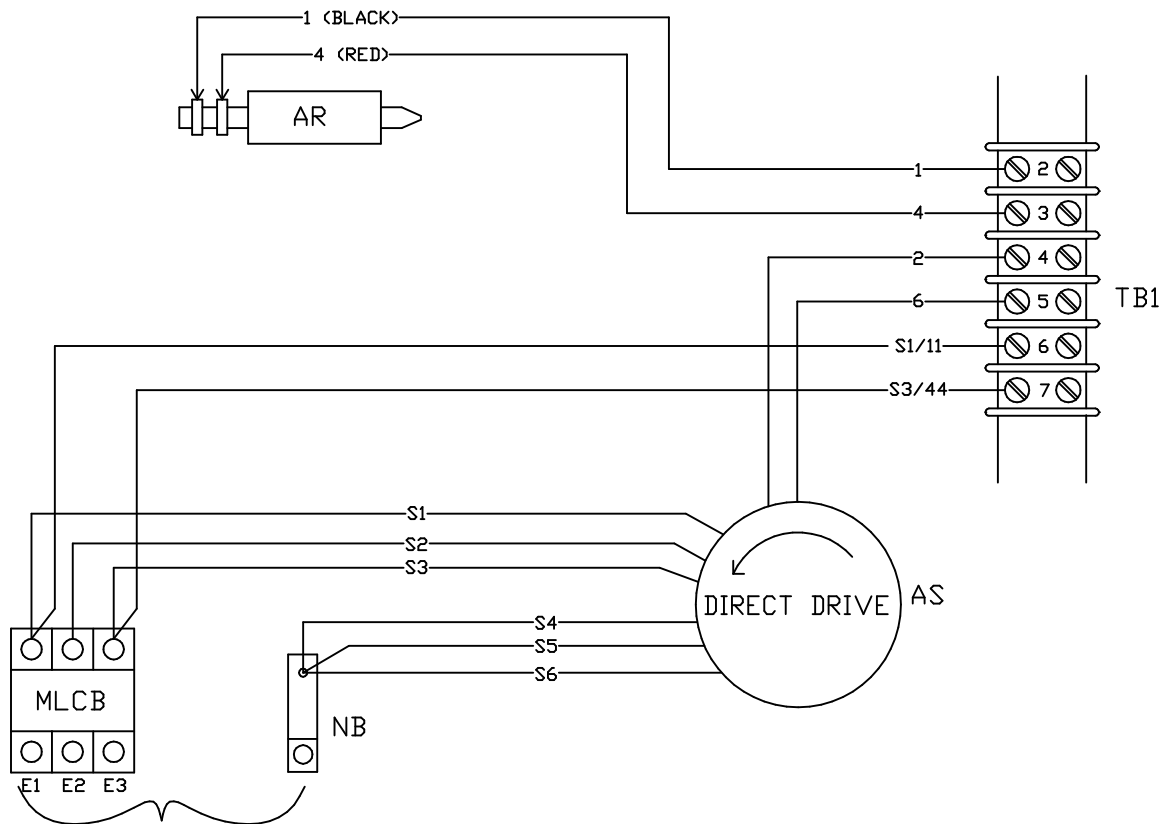 1 (BLACK)
4 (RED)
AR
1
2
4
3
2
4
6
5
TB1
S1/11
6
S3/44
7
S1
S2
S3
DIRECT DRIVE
AS
S4
S5
S6
MLCB
NB
E1 E2 E3